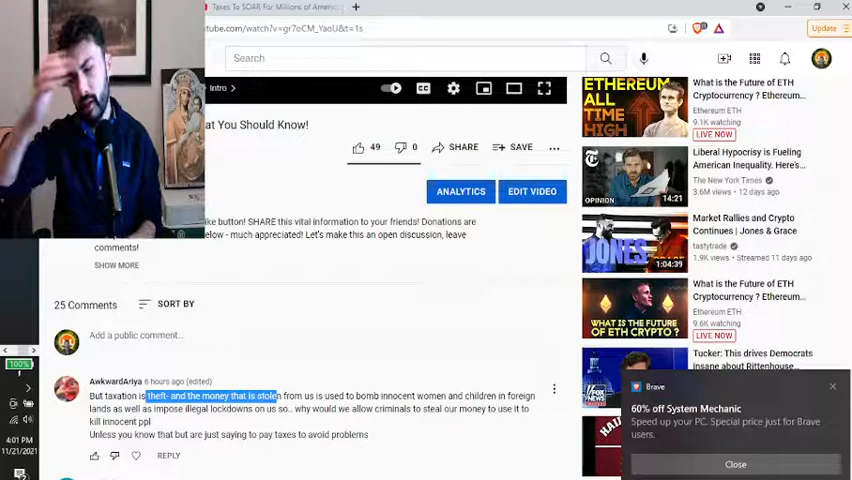 Taxes To SOAR For Millions of Americ
utube.com/watch?v=gr7oCM_YaoU&t=1s
Update
Search
Intro
CC
at You Should Know!
49
0
SHARE
SAVE
ANALYTICS
EDIT VIDEO
ke button! SHARE this vital information to your friends! Donations are
elow - much appreciated! Let's make this an open discussion, leave
comments!
SHOW MORE
25 Comments
SORT BY
Add a public comment...
AwkwardAriya 6 hours ago (edited)
But taxation is theft- and the money that is stolen from us is used to bomb innocent women and children in foreign
lands as well as impose illegal lockdowns on us so.. why would we allow criminals to steal our money to use it to
kill innocent ppl
Unless you know that but are just saying to pay taxes to avoid problems
REPLY
ETHEREUM
ALL
TIME
HIGH
What is the Future of ETH
Cryptocurrency ? Ethereum...
Ethereum ETH
9.1K watching
LIVE NOW
OPINION
14:21
Liberal Hypocrisy is Fueling
American Inequality. Here's...
The New York Times
3.6M views • 12 days ago
JONES
1:04:39
Market Rallies and Crypto
Continues | Jones & Grace
tastytrade
1.9K views • Streamed 11 days ago
WHAT IS THE FUTURE
OF ETH CRYPTO?
What is the Future of ETH
Cryptocurrency ? Ethereum...
Ethereum ETH
9.6K watching
LIVE NOW
Tucker: This drives Democrats
insane about Rittenhouse...
Brave
60% off System Mechanic
Speed up your PC. Special price just for Brave
users.
Close
100%
4:01 PM
11/21/2021